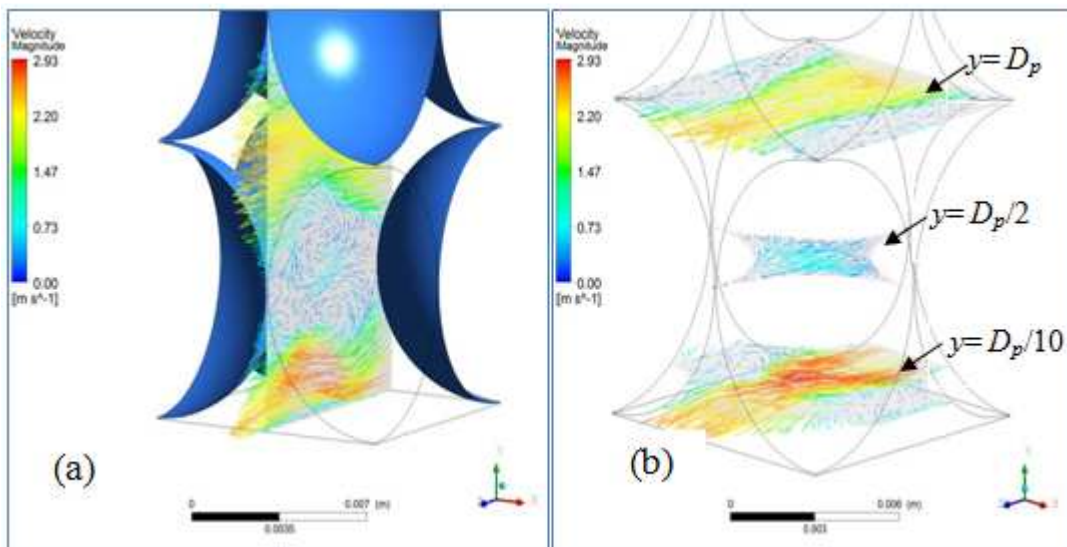 Velocity
Magnitude
2.93
2.20
1.47
0.73
0.00
[m s^-1]
(a)
0
0.007 (m)
0.0035
Velocity
Magnitude
2.93
2.20
1.47
0.73
0.00
[m s^-1]
y= Dp
y= Dp/2
y= Dp/10
(b)
0
0.006 (m)
0.003